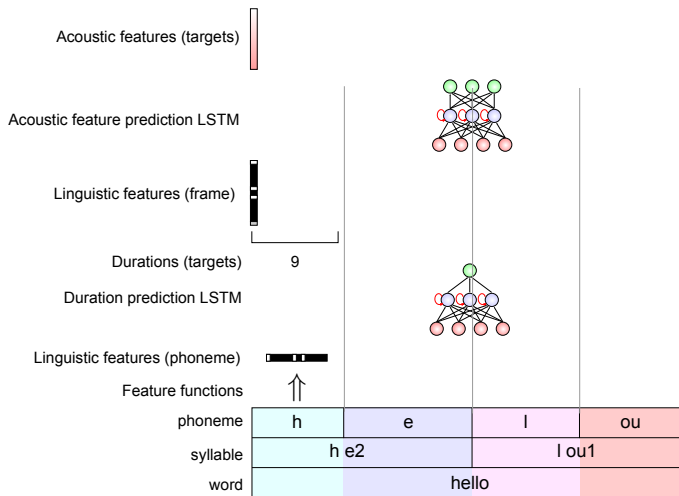 Acoustic features (targets)
Acoustic feature prediction LSTM
Linguistic features (frame)
Durations (targets) 9
Duration prediction LSTM
Linguistic features (phoneme)
Feature functions
phoneme h e l ou
syllable h e2 l ou1
word hello